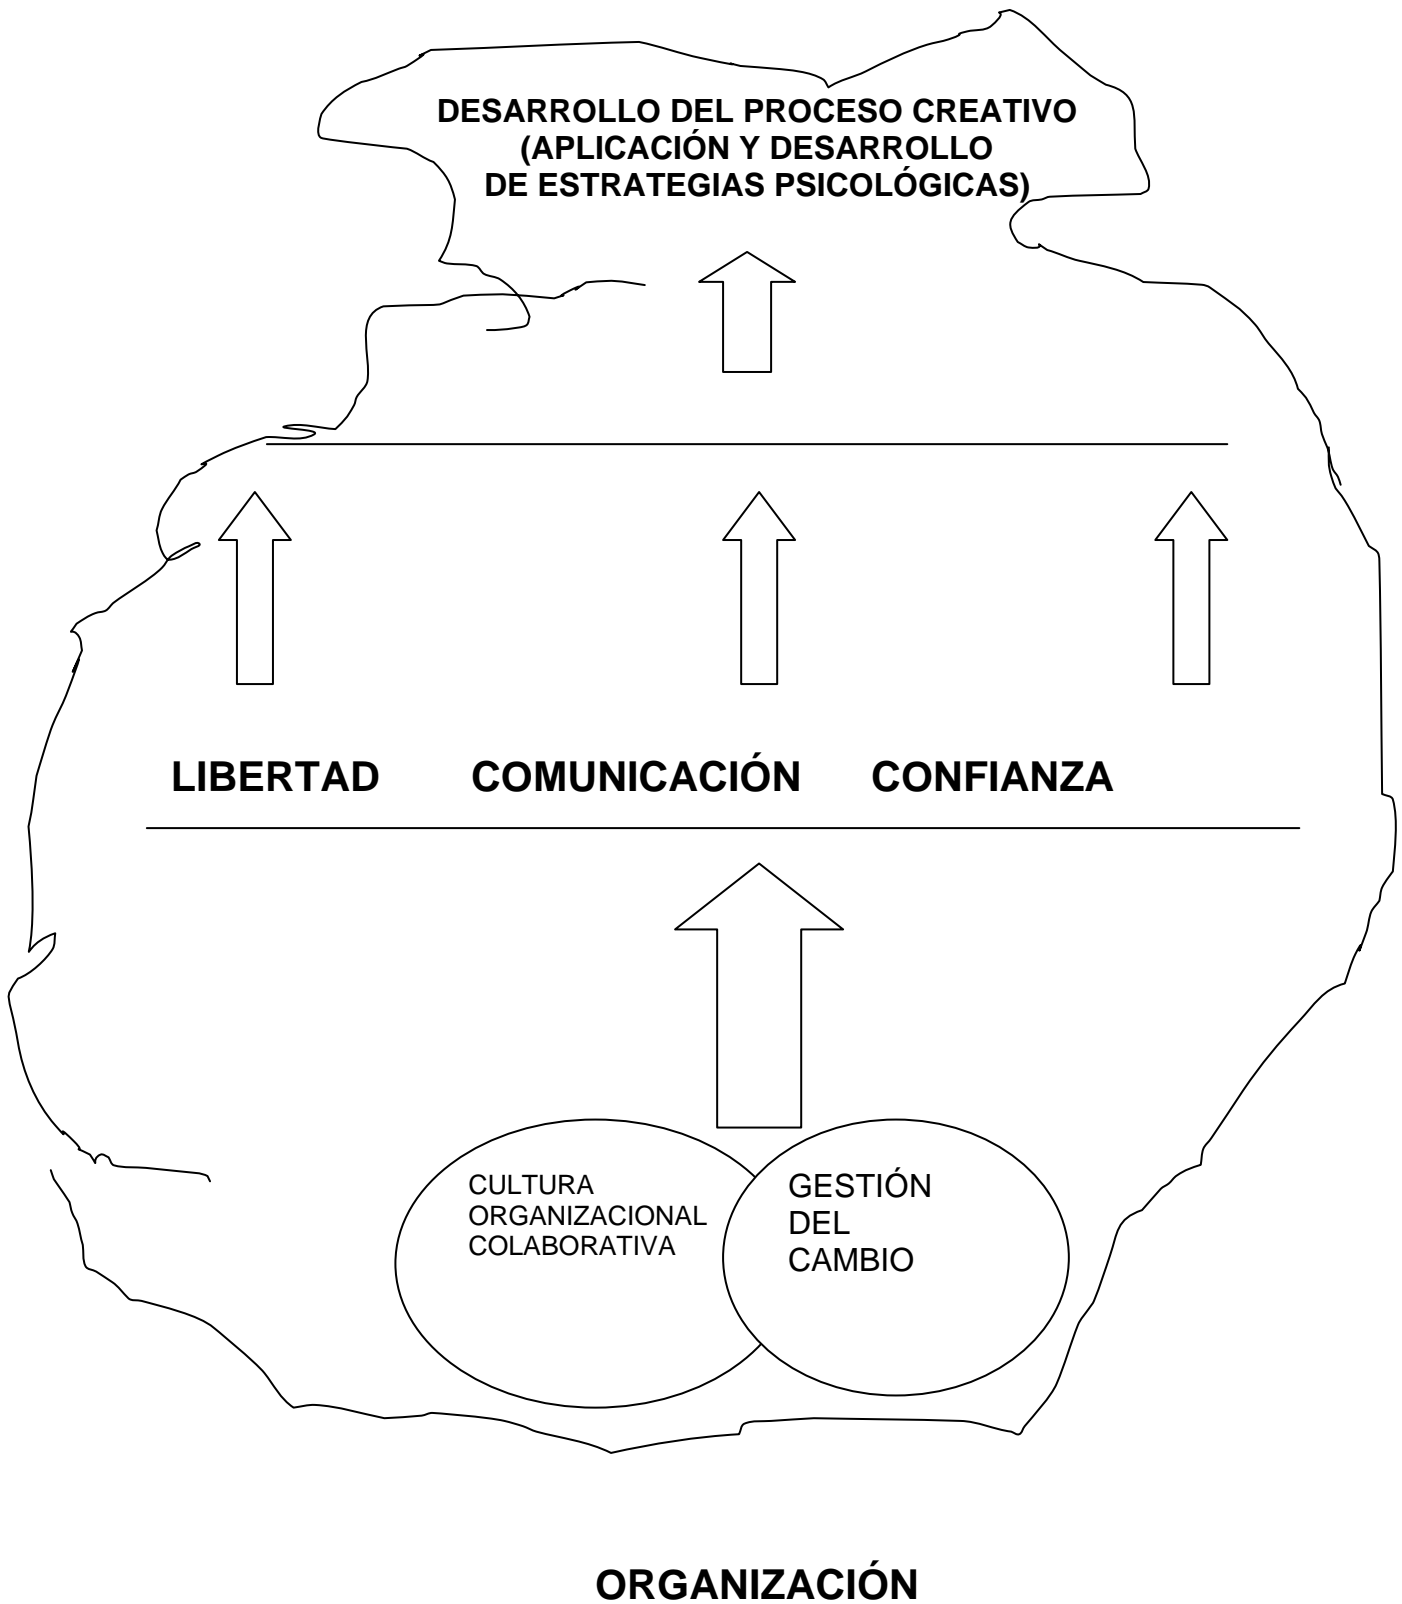 DESARROLLO DEL PROCESO CREATIVO
(APLICACIÓN Y DESARROLLO
DE ESTRATEGIAS PSICOLÓGICAS)
LIBERTAD COMUNICACIÓN CONFIANZA
CULTURA
ORGANIZACIONAL
COLABORATIVA
GESTIÓN
DEL
CAMBIO
ORGANIZACIÓN